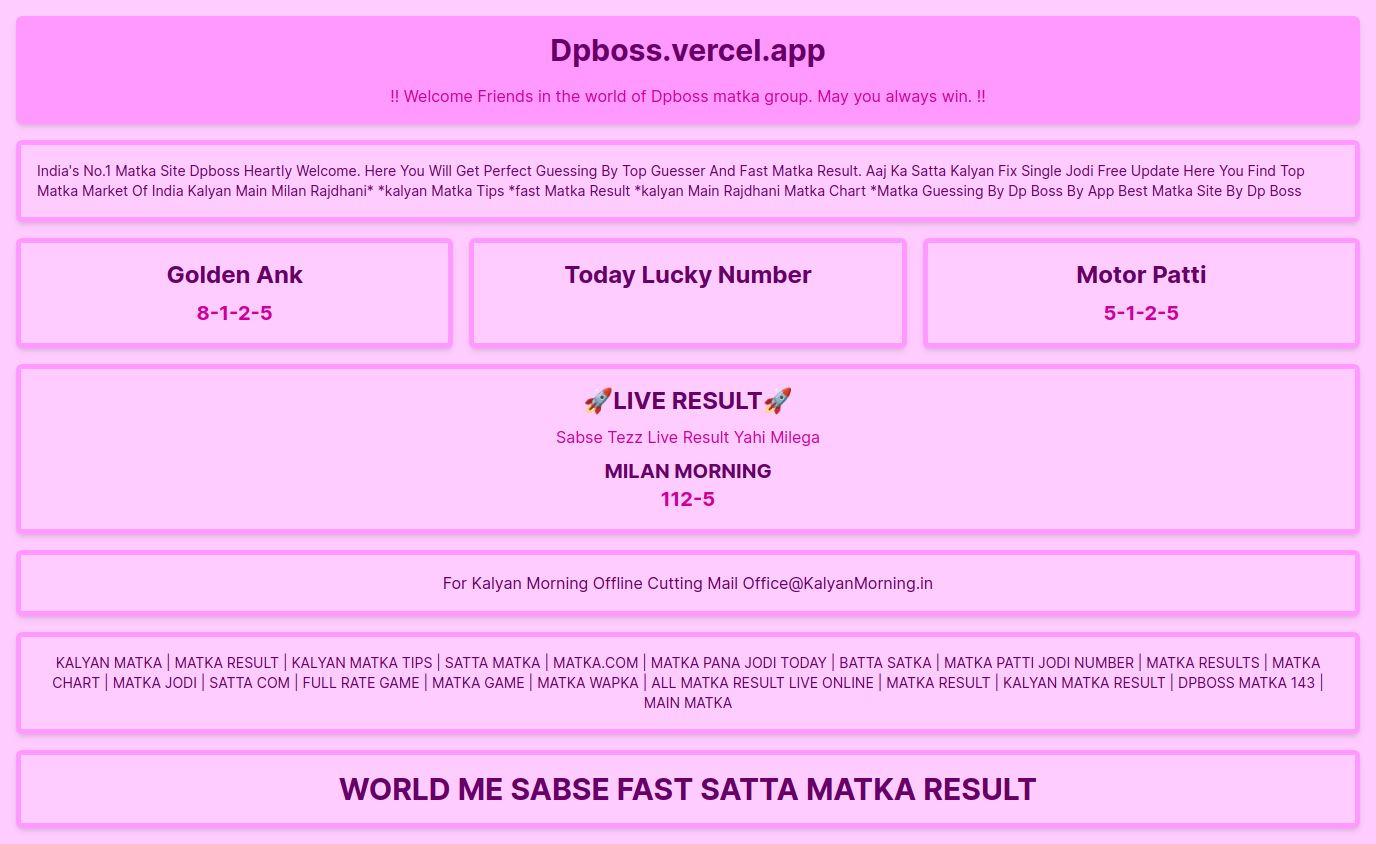 Dpboss.vercel.app
!! Welcome Friends in the world of Dpboss matka group. May you always win. !!
India's No.1 Matka Site Dpboss Heartly Welcome. Here You Will Get Perfect Guessing By Top Guesser And Fast Matka Result. Aaj Ka Satta Kalyan Fix Single Jodi Free Update Here You Find Top
Matka Market Of India Kalyan Main Milan Rajdhani* *kalyan Matka Tips *fast Matka Result *kalyan Main Rajdhani Matka Chart *Matka Guessing By Dp Boss By App Best Matka Site By Dp Boss
Golden Ank
8-1-2-5
Today Lucky Number
Motor Patti
5-1-2-5
🚀LIVE RESULT🚀
Sabse Tezz Live Result Yahi Milega
MILAN MORNING
112-5
For Kalyan Morning Offline Cutting Mail Office@KalyanMorning.in
KALYAN MATKA | MATKA RESULT | KALYAN MATKA TIPS | SATTA MATKA | MATKA.COM | MATKA PANA JODI TODAY | BATTA SATKA | MATKA PATTI JODI NUMBER | MATKA RESULTS | MATKA
CHART | MATKA JODI | SATTA COM | FULL RATE GAME | MATKA GAME | MATKA WAPKA | ALL MATKA RESULT LIVE ONLINE | MATKA RESULT | KALYAN MATKA RESULT | DPBOSS MATKA 143 |
MAIN MATKA
WORLD ME SABSE FAST SATTA MATKA RESULT